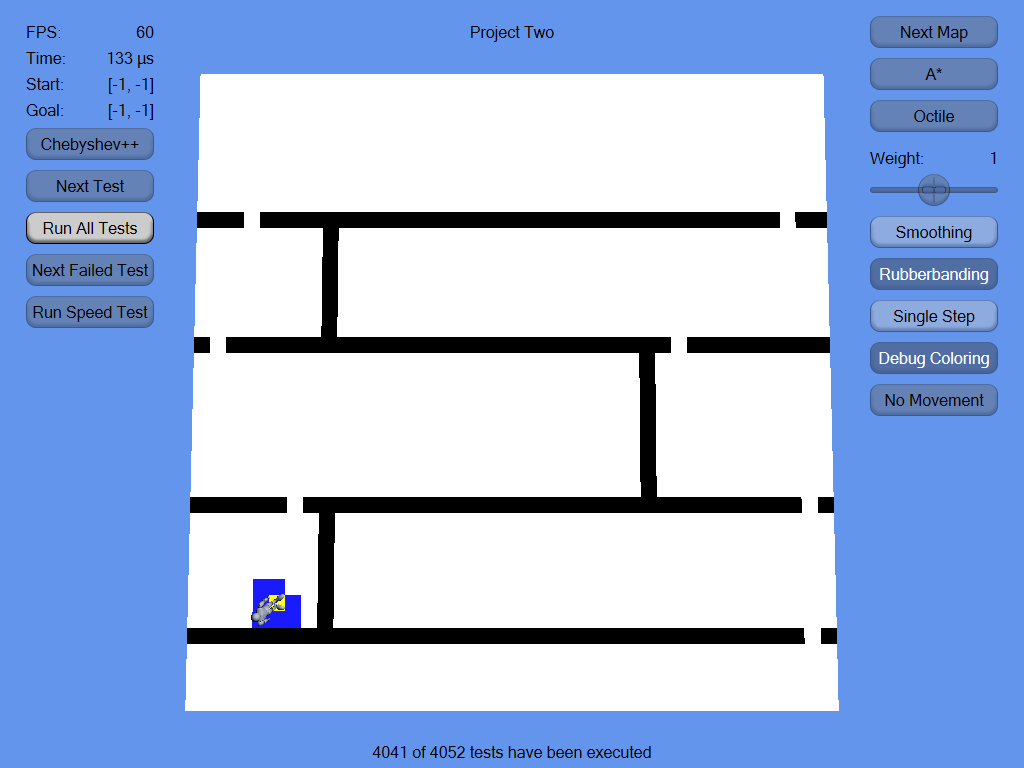 Project Two
FPS: 60
Time: 133 µs
Start: [-1, -1]
Goal: [-1, -1]
Chebyshev++
Next Test
Run All Tests
Next Failed Test
Run Speed Test
Next Map
A*
Octile
Weight: 1
Smoothing
Rubberbanding
Single Step
Debug Coloring
No Movement
4041 of 4052 tests have been executed